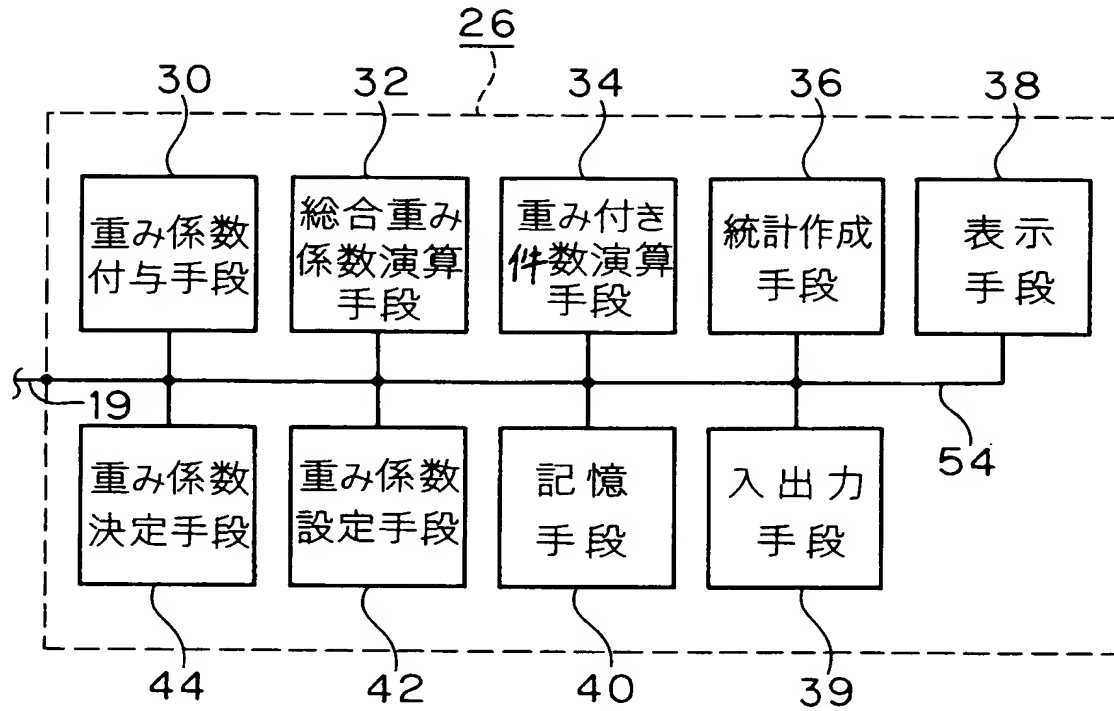 26
30
32
34
36
38
重み係数
付与手段
総合重み
係数演算
手段
重み付き
件数演算
手段
統計作成
手段
表示
手段
19
54
重み係数
決定手段
重み係数
設定手段
記憶
手段
入出力
手段
44
42
40
39